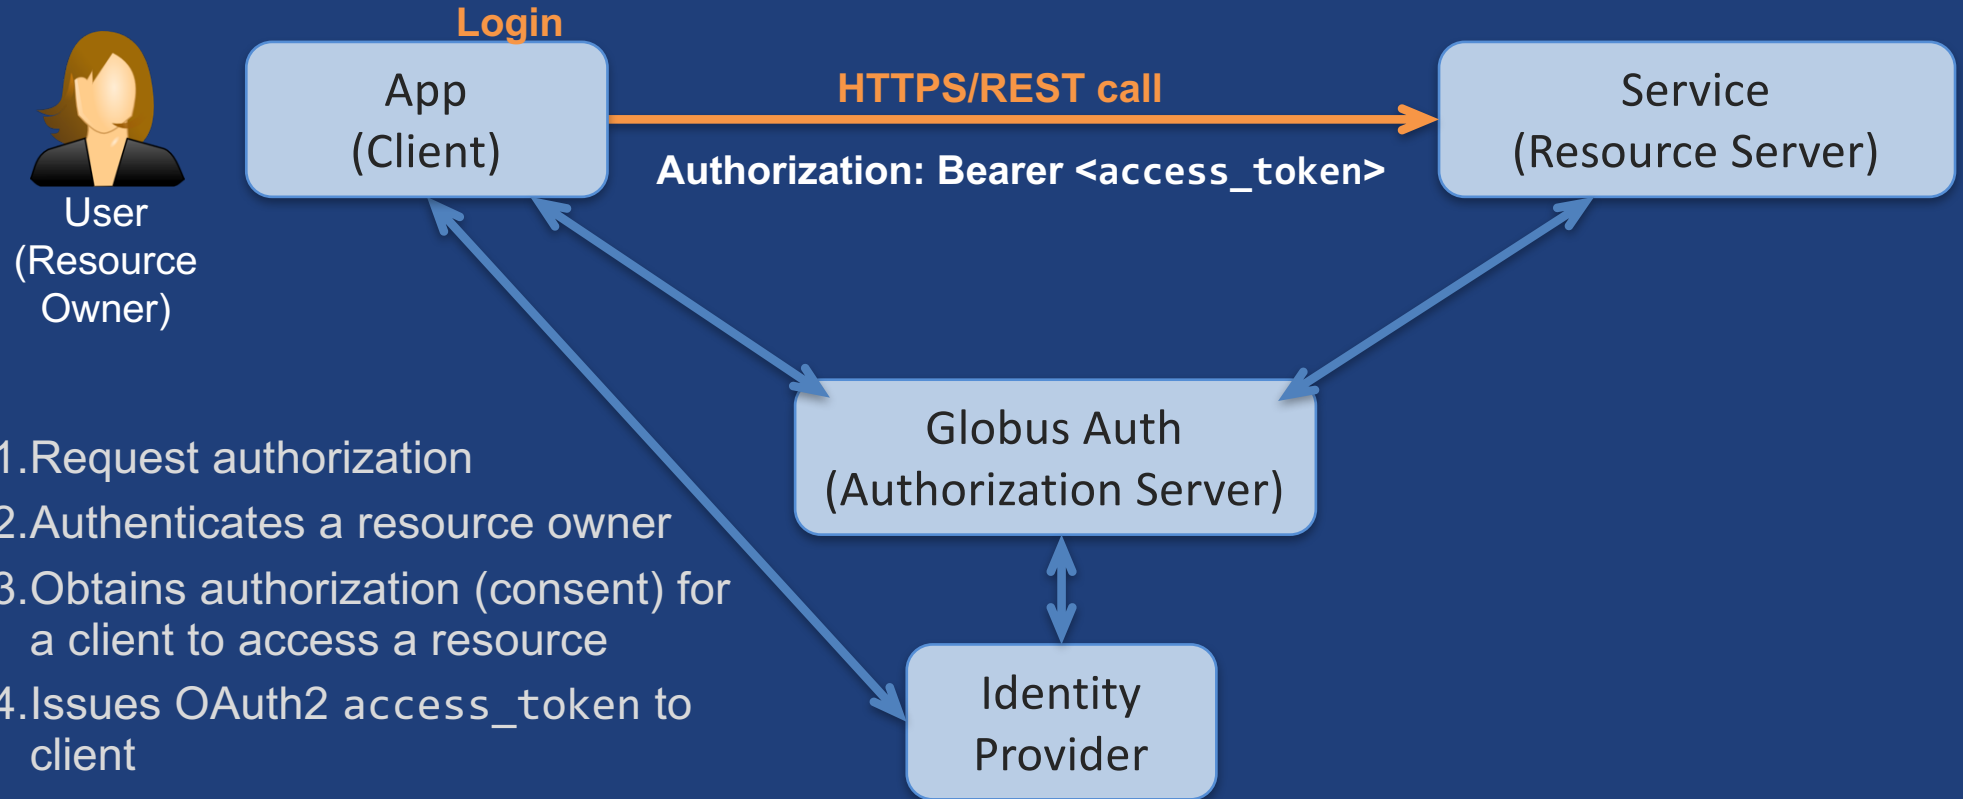 Login
App
(Client)
HTTPS/REST call
Authorization: Bearer <access_token>
Service
(Resource Server)
User
(Resource
Owner)
Globus Auth
(Authorization Server)
1.Request authorization
2.Authenticates a resource owner
3.Obtains authorization (consent) for
a client to access a resource
4.Issues OAuth2 access_token to
client
Identity
Provider